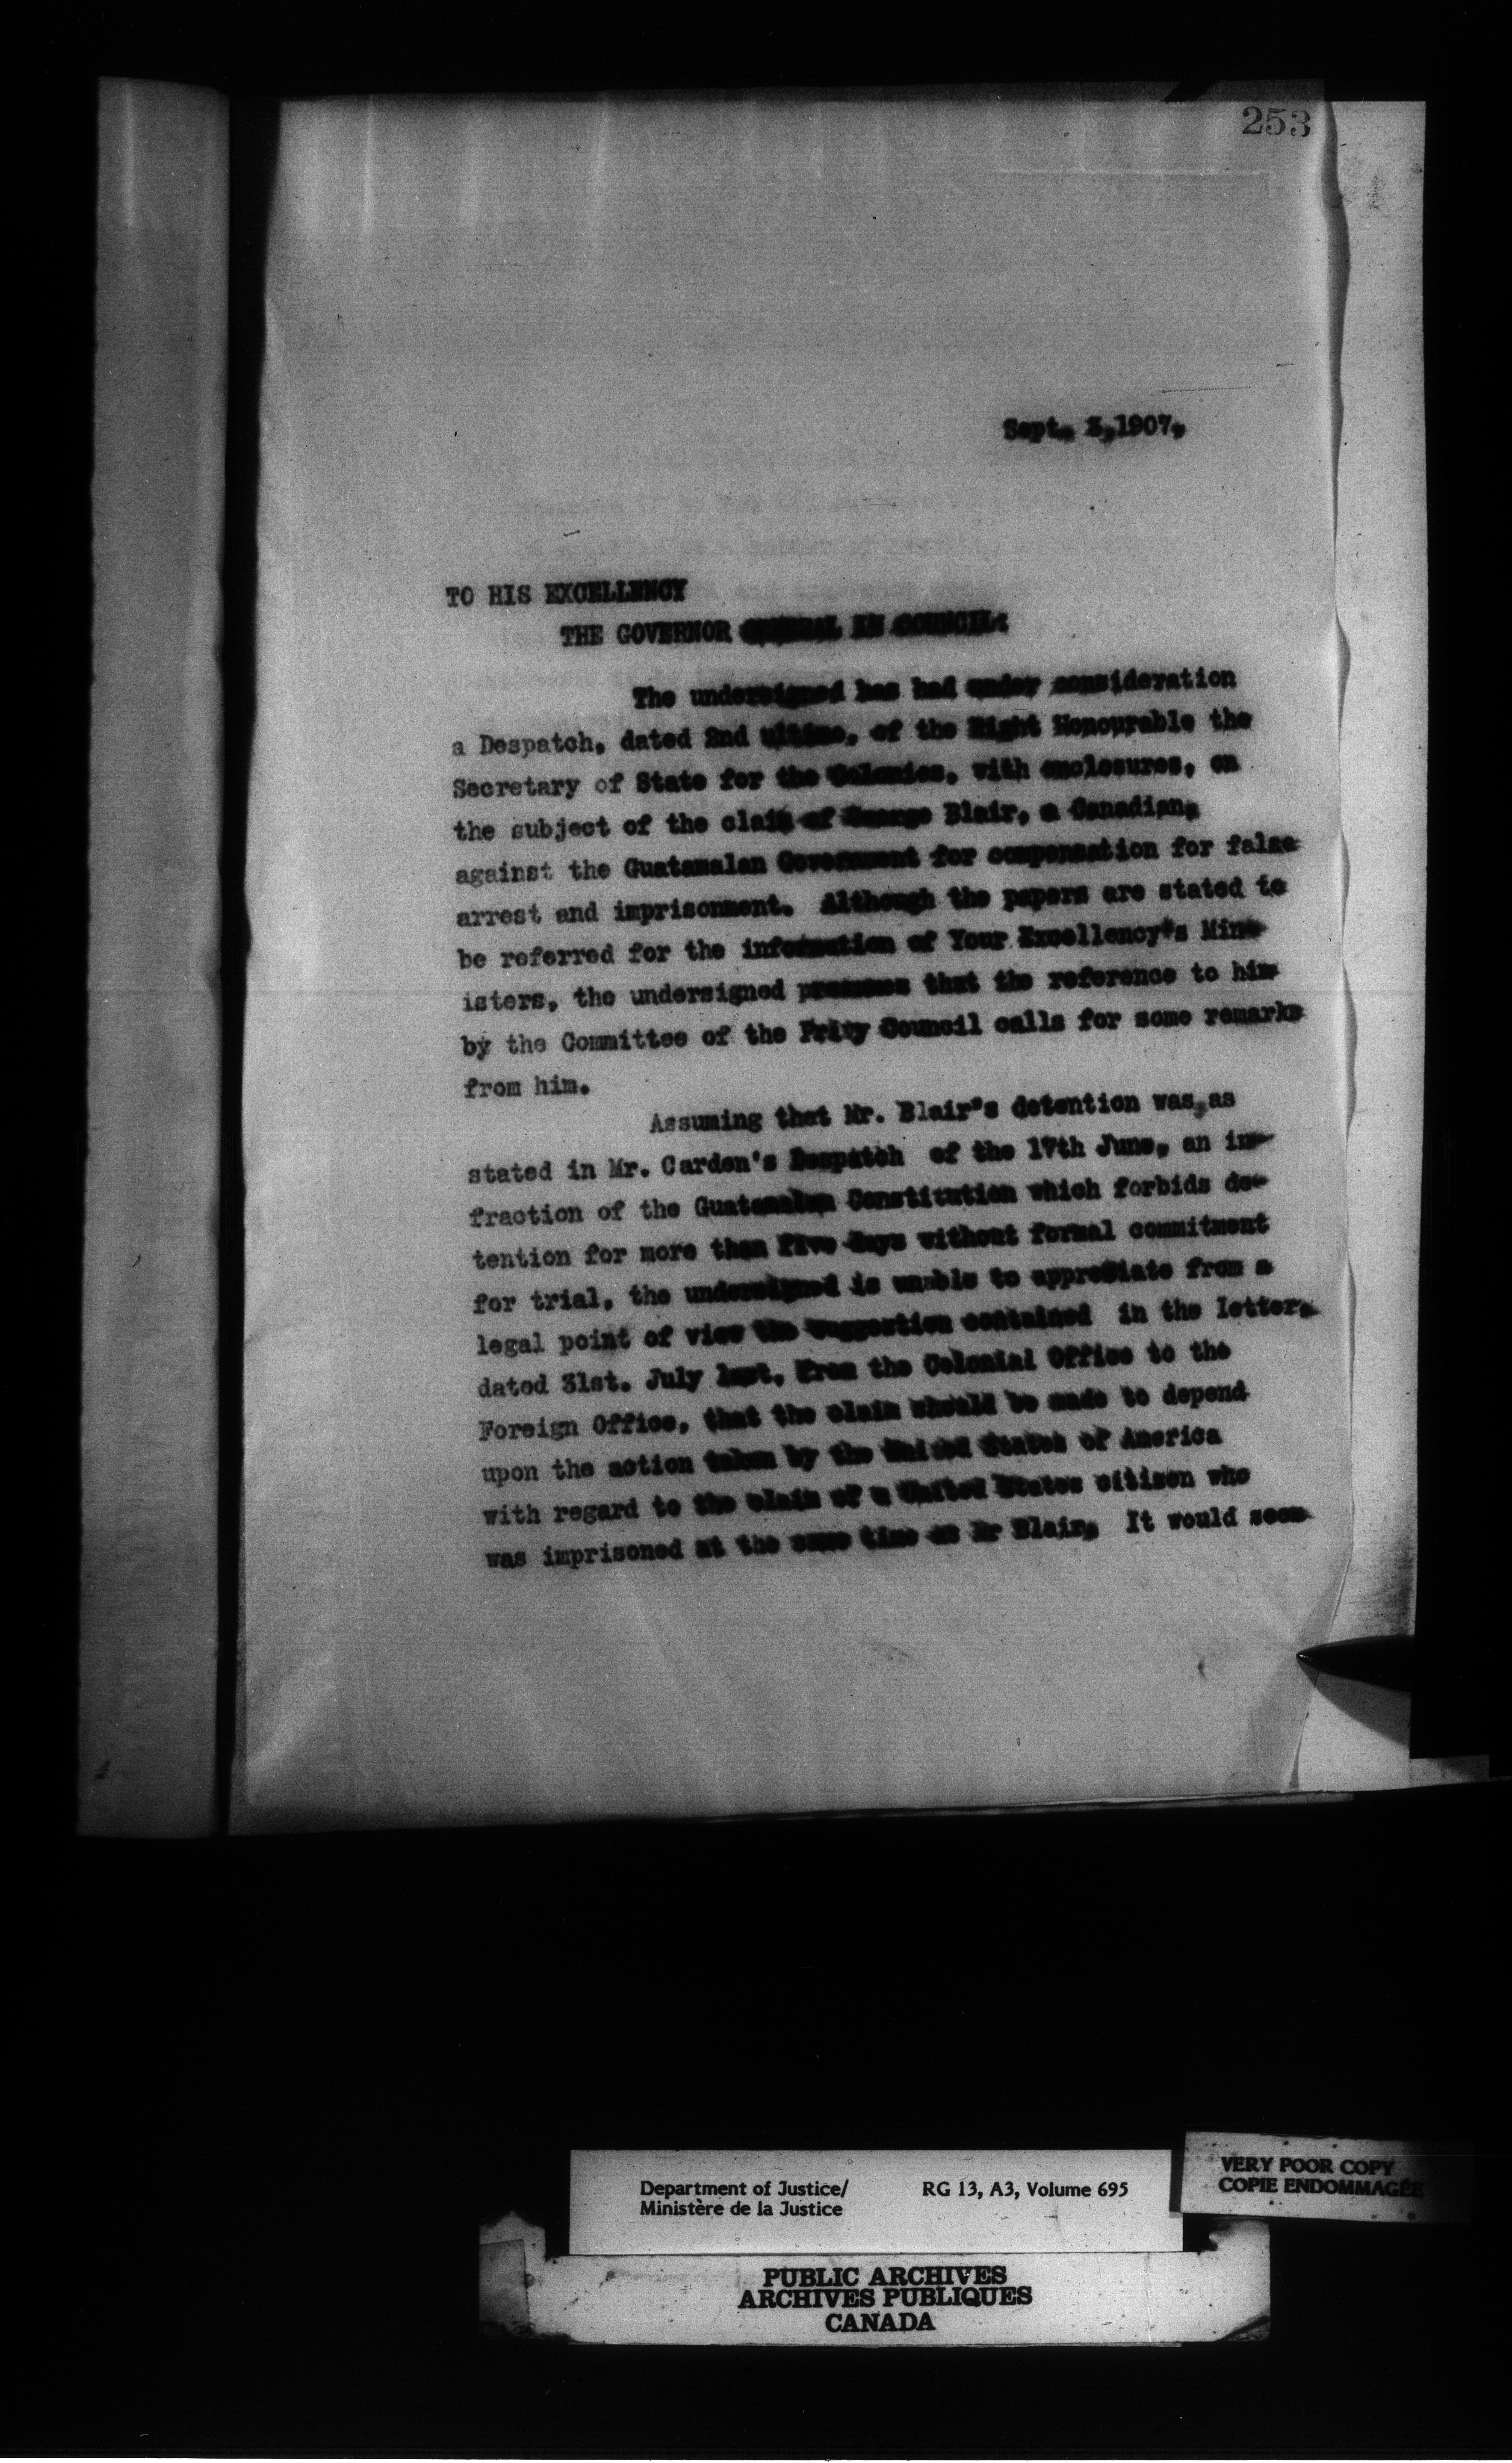 253
Sept. 3, 1907.
TO HIS EXCELLENCY
THE GOVERNOR GENERAL IN COUNCIL:
The undersigned has had under consideration
a Despatch, dated 2nd ultimo, of the Right Honourable the
Secretary of State for the Colonies, with enclosures, on
the subject of the claim of George Blair, a Canadian,
against the Guatamalan Government for compensation for false
arrest and imprisonment. Although the papers are stated to
be referred for the information of Your Excellency's Min-
isters, the undersigned presumes that the reference to him
by the Committee of the Privy Council calls for some remarks
from him.
Assuming that Mr. Blair's detention was, as
stated in Mr. Carden's Despatch of the 17th June, an in-
fraction of the Guatamalan Constitution which forbids de-
tention for more than five days without formal commitment
for trial, the undersigned is unable to appreciate from a
legal point of view the suggestion contained in the letter,
dated 31st. July last, from the Colonial Office to the
Foreign Office, that the claim should be made to depend
upon the action taken by the United States of America
with regard to the claim of a United States citizen who
was imprisoned at the same time as Mr Blair. It would seem
Department of Justice/ RG 13, A3, Volume 695
Ministère de la Justice
VERY POOR COPY
COPIE ENDOMMAGÉE
PUBLIC ARCHIVES
ARCHIVES PUBLIQUES
CANADA